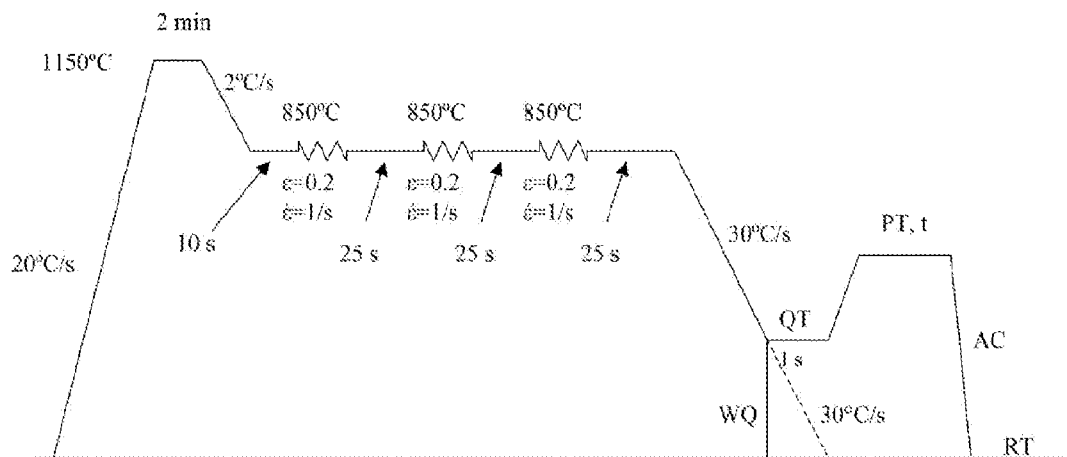 2 min
1150ºC
2ºC/s
850ºC
850ºC
850ºC
ε=0.2
ε=0.2
ε=0.2
έ=1/s
έ=1/s
έ=1/s
10 s
25 s
25 s
25 s
20ºC/s
30ºC/s
PT, t
QT
1 s
AC
WQ
30ºC/s
RT